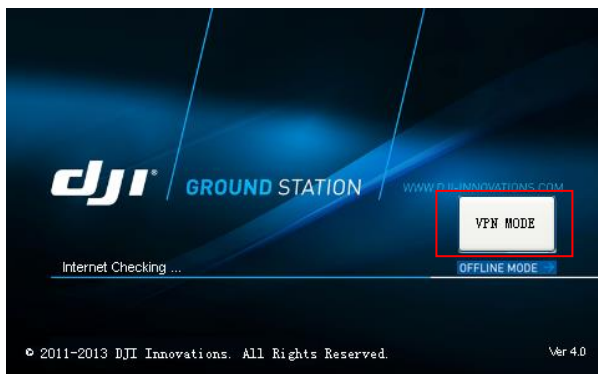 dji
GROUND STATION
WWW.DJI-INNOVATIONS.COM
VPN MODE
Internet Checking ...
OFFLINE MODE
© 2011-2013 DJI Innovations. All Rights Reserved.
Ver 4.0